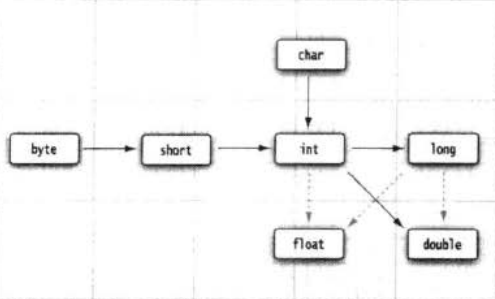 char
byte short int long
float double